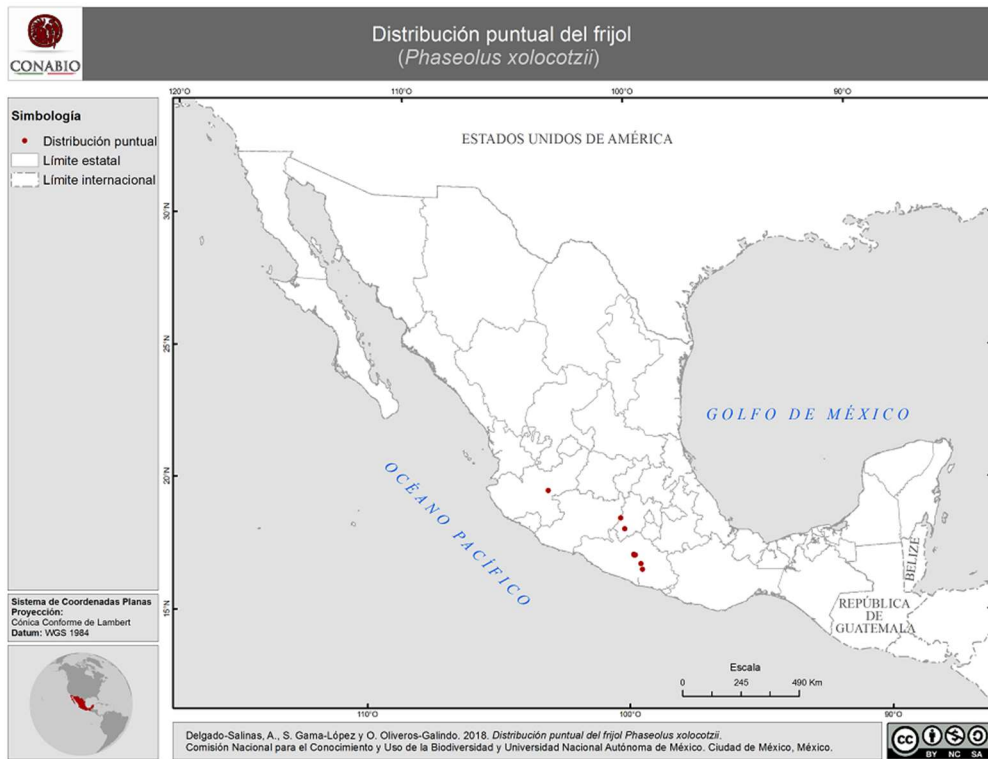 CONABIO
Distribución puntual del frijol
(Phaseolus xolocotzii)
Simbología
Distribución puntual
Límite estatal
Límite internacional
120°O
110°O
100°O
90°O
ESTADOS UNIDOS DE AMÉRICA
30°N
25°N
20°N
15°N
GOLFO DE MÉXICO
OCÉANO PACÍFICO
BELIZE
REPÚBLICA
DE
GUATEMALA
Escala
0 245 490 Km
110°O
100°O
90°O
Sistema de Coordenadas Planas
Proyección:
Cónica Conforme de Lambert
Datum: WGS 1984
Delgado-Salinas, A., S. Gama-López y O. Oliveros-Galindo. 2018. Distribución puntual del frijol Phaseolus xolocotzii.
Comisión Nacional para el Conocimiento y Uso de la Biodiversidad y Universidad Nacional Autónoma de México. Ciudad de México, México.
cc
BY NC SA